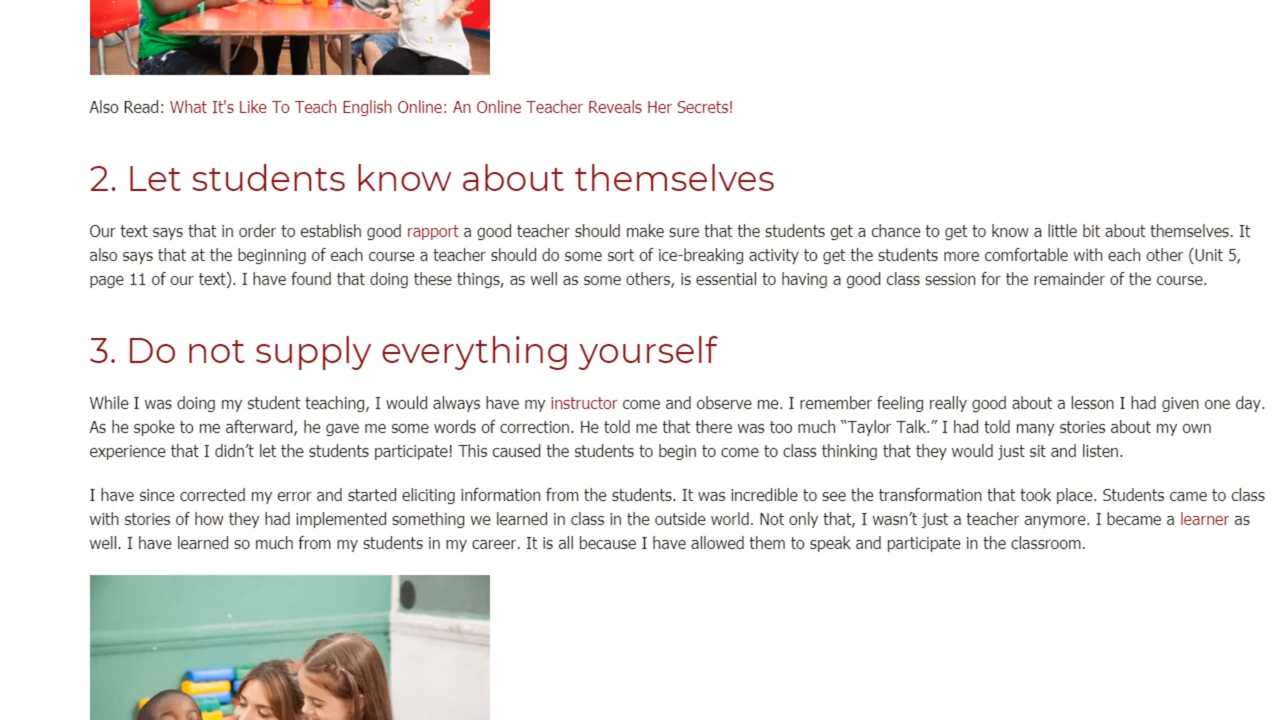 Also Read: What It's Like To Teach English Online: An Online Teacher Reveals Her Secrets!
2. Let students know about themselves
Our text says that in order to establish good rapport a good teacher should make sure that the students get a chance to get to know a little bit about themselves. It
also says that at the beginning of each course a teacher should do some sort of ice-breaking activity to get the students more comfortable with each other (Unit 5,
page 11 of our text). I have found that doing these things, as well as some others, is essential to having a good class session for the remainder of the course.
3. Do not supply everything yourself
While I was doing my student teaching, I would always have my instructor come and observe me. I remember feeling really good about a lesson I had given one day.
As he spoke to me afterward, he gave me some words of correction. He told me that there was too much “Taylor Talk.” I had told many stories about my own
experience that I didn’t let the students participate! This caused the students to begin to come to class thinking that they would just sit and listen.
I have since corrected my error and started eliciting information from the students. It was incredible to see the transformation that took place. Students came to class
with stories of how they had implemented something we learned in class in the outside world. Not only that, I wasn’t just a teacher anymore. I became a learner as
well. I have learned so much from my students in my career. It is all because I have allowed them to speak and participate in the classroom.